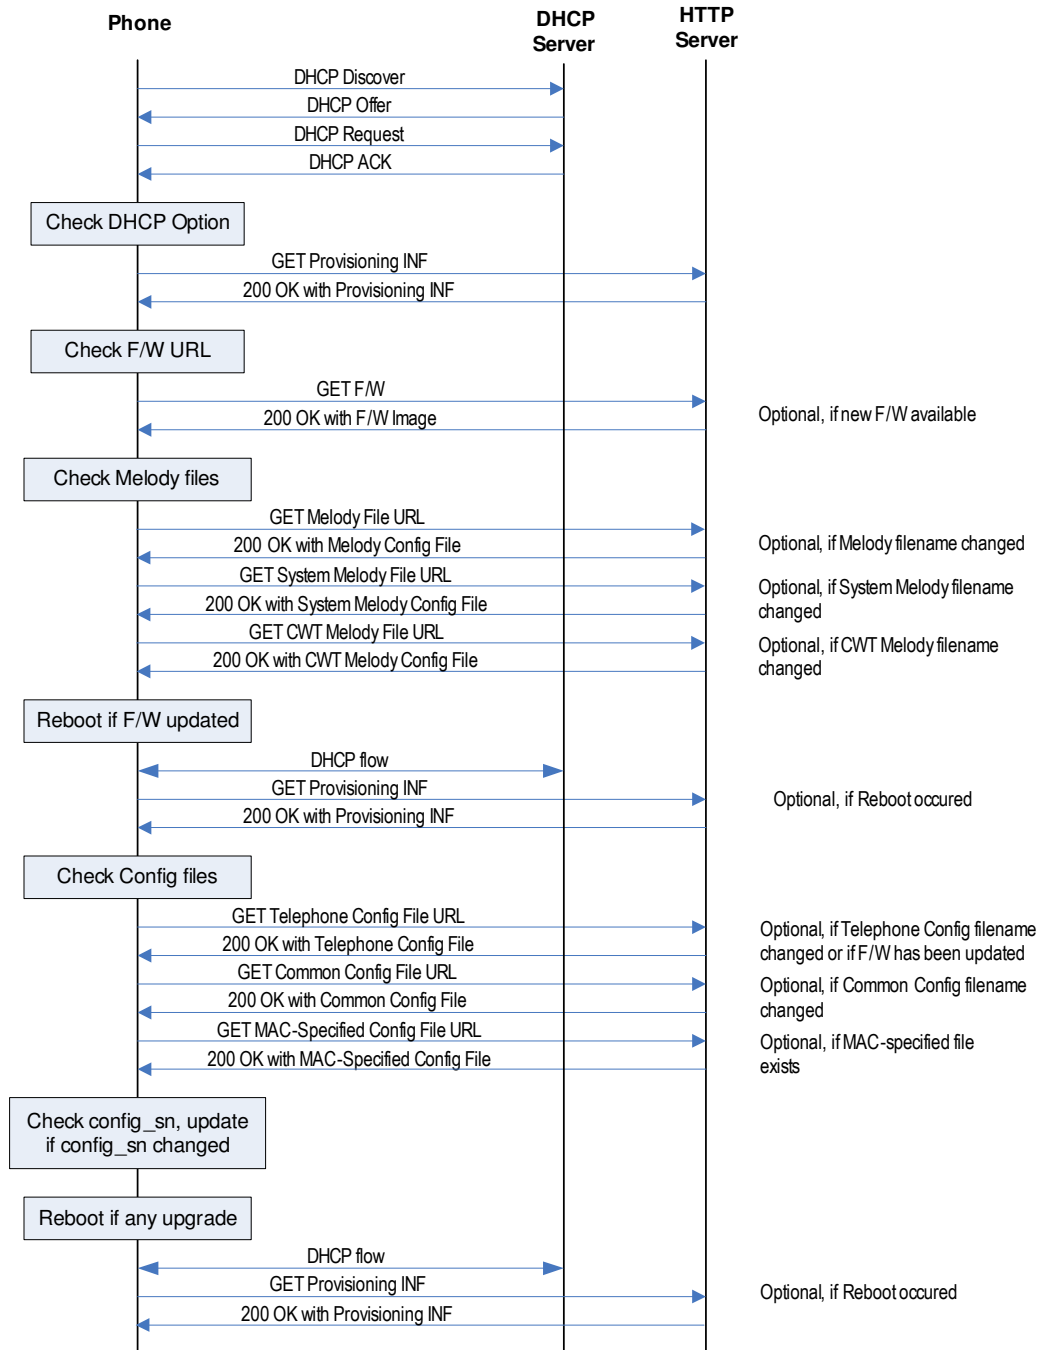 Phone
DHCP
Server
HTTP
Server
DHCP Discover
DHCP Offer
DHCP Request
DHCP ACK
Check DHCP Option
GET Provisioning INF
200 OK with Provisioning INF
Check F/W URL
GET F/W
200 OK with F/W Image
Optional, if new F/W available
Check Melody files
GET Melody File URL
200 OK with Melody Config File
Optional, if Melody filename changed
GET System Melody File URL
200 OK with System Melody Config File
Optional, if System Melody filename
changed
GET CWT Melody File URL
200 OK with CWT Melody Config File
Optional, if CWT Melody filename
changed
Reboot if F/W updated
DHCP flow
GET Provisioning INF
200 OK with Provisioning INF
Optional, if Reboot occured
Check Config files
GET Telephone Config File URL
200 OK with Telephone Config File
Optional, if Telephone Config filename
changed or if F/W has been updated
GET Common Config File URL
200 OK with Common Config File
Optional, if Common Config filename
changed
GET MAC-Specified Config File URL
200 OK with MAC-Specified Config File
Optional, if MAC-specified file
exists
Check config_sn, update
if config_sn changed
Reboot if any upgrade
DHCP flow
GET Provisioning INF
200 OK with Provisioning INF
Optional, if Reboot occured